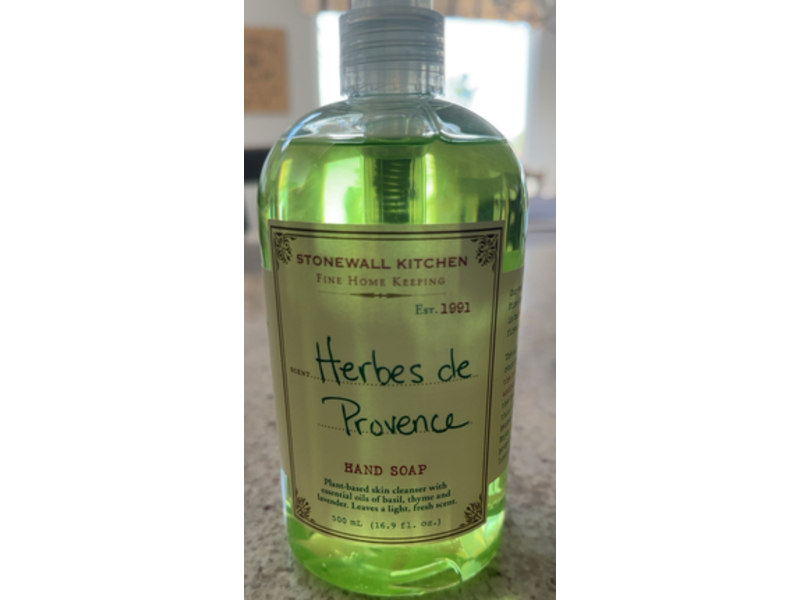 STONEWALL KITCHEN
FINE HOME KEEPING
EST. 1991
SCENT Herbes de
Provence
HAND SOAP
Plant-based skin cleanser with
essential oils of basil, thyme and
lavender. Leaves a light, fresh scent.
500 mL (16.9 fl. oz.)